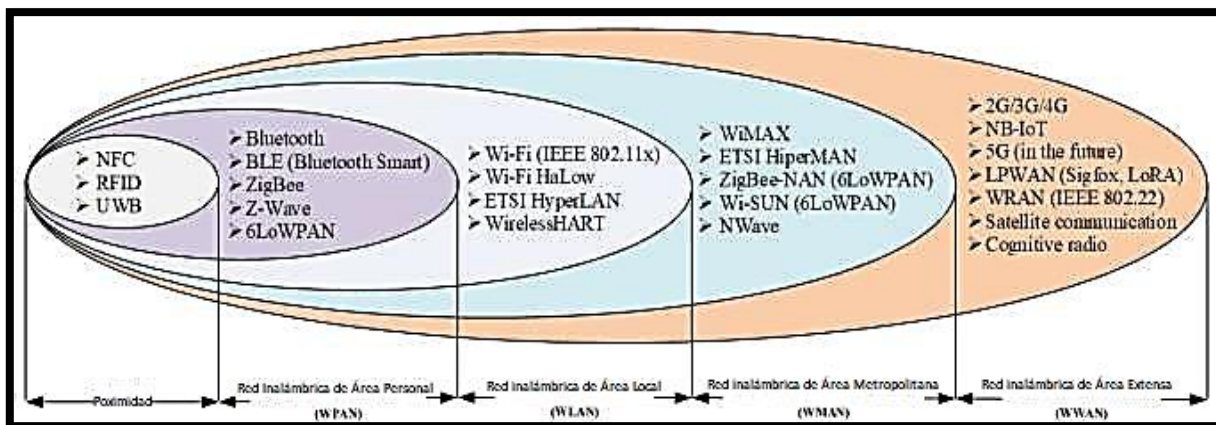 ➢ NFC
➢ RFID
➢ UWB
➢ Bluetooth
➢ BLE (Bluetooth Smart)
➢ ZigBee
➢ Z-Wave
➢ 6LoWPAN
➢ Wi-Fi (IEEE 802.11x)
➢ Wi-Fi HaLow
➢ ETSI HyperLAN
➢ WirelessHART
➢ WiMAX
➢ ETSI HiperMAN
➢ ZigBee-NAN (6LoWPAN)
➢ Wi-SUN (6LoWPAN)
➢ NWave
➢ 2G/3G/4G
➢ NB-IoT
➢ 5G (in the future)
➢ LPWAN (Sigfox, LoRA)
➢ WRAN (IEEE 802.22)
➢ Satellite communication
➢ Cognitive radio
Poximidad
Red Inalámbrica de Área Personal
(WPAN)
Red Inalámbrica de Área Local
(WLAN)
Red Inalámbrica de Área Metropolitana
(WMAN)
Red Inalámbrica de Área Extensa
(WWAN)